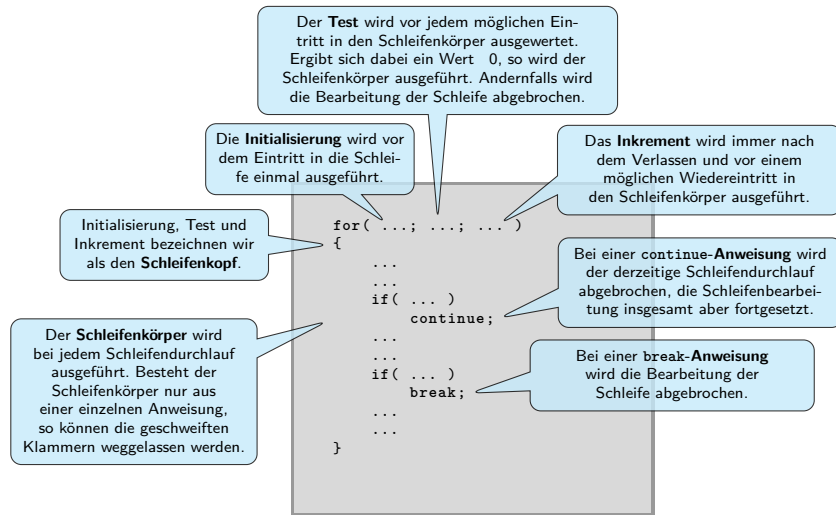 Der Test wird vor jedem möglichen Ein-
tritt in den Schleifenkörper ausgewertet.
Ergibt sich dabei ein Wert 0, so wird der
Schleifenkörper ausgeführt. Andernfalls wird
die Bearbeitung der Schleife abgebrochen.
Die Initialisierung wird vor
dem Eintritt in die Schlei-
fe einmal ausgeführt.
Das Inkrement wird immer nach
dem Verlassen und vor einem
möglichen Wiedereintritt in
den Schleifenkörper ausgeführt.
Initialisierung, Test und
Inkrement bezeichnen wir
als den Schleifenkopf.
for( ...; ...; ... )
{
...
...
if( ... )
continue;
...
...
if( ... )
break;
...
...
}
Bei einer continue-Anweisung wird
der derzeitige Schleifendurchlauf
abgebrochen, die Schleifenbearbei-
tung insgesamt aber fortgesetzt.
Der Schleifenkörper wird
bei jedem Schleifendurchlauf
ausgeführt. Besteht der
Schleifenkörper nur aus
einer einzelnen Anweisung,
so können die geschweiften
Klammern weggelassen werden.
Bei einer break-Anweisung
wird die Bearbeitung der
Schleife abgebrochen.